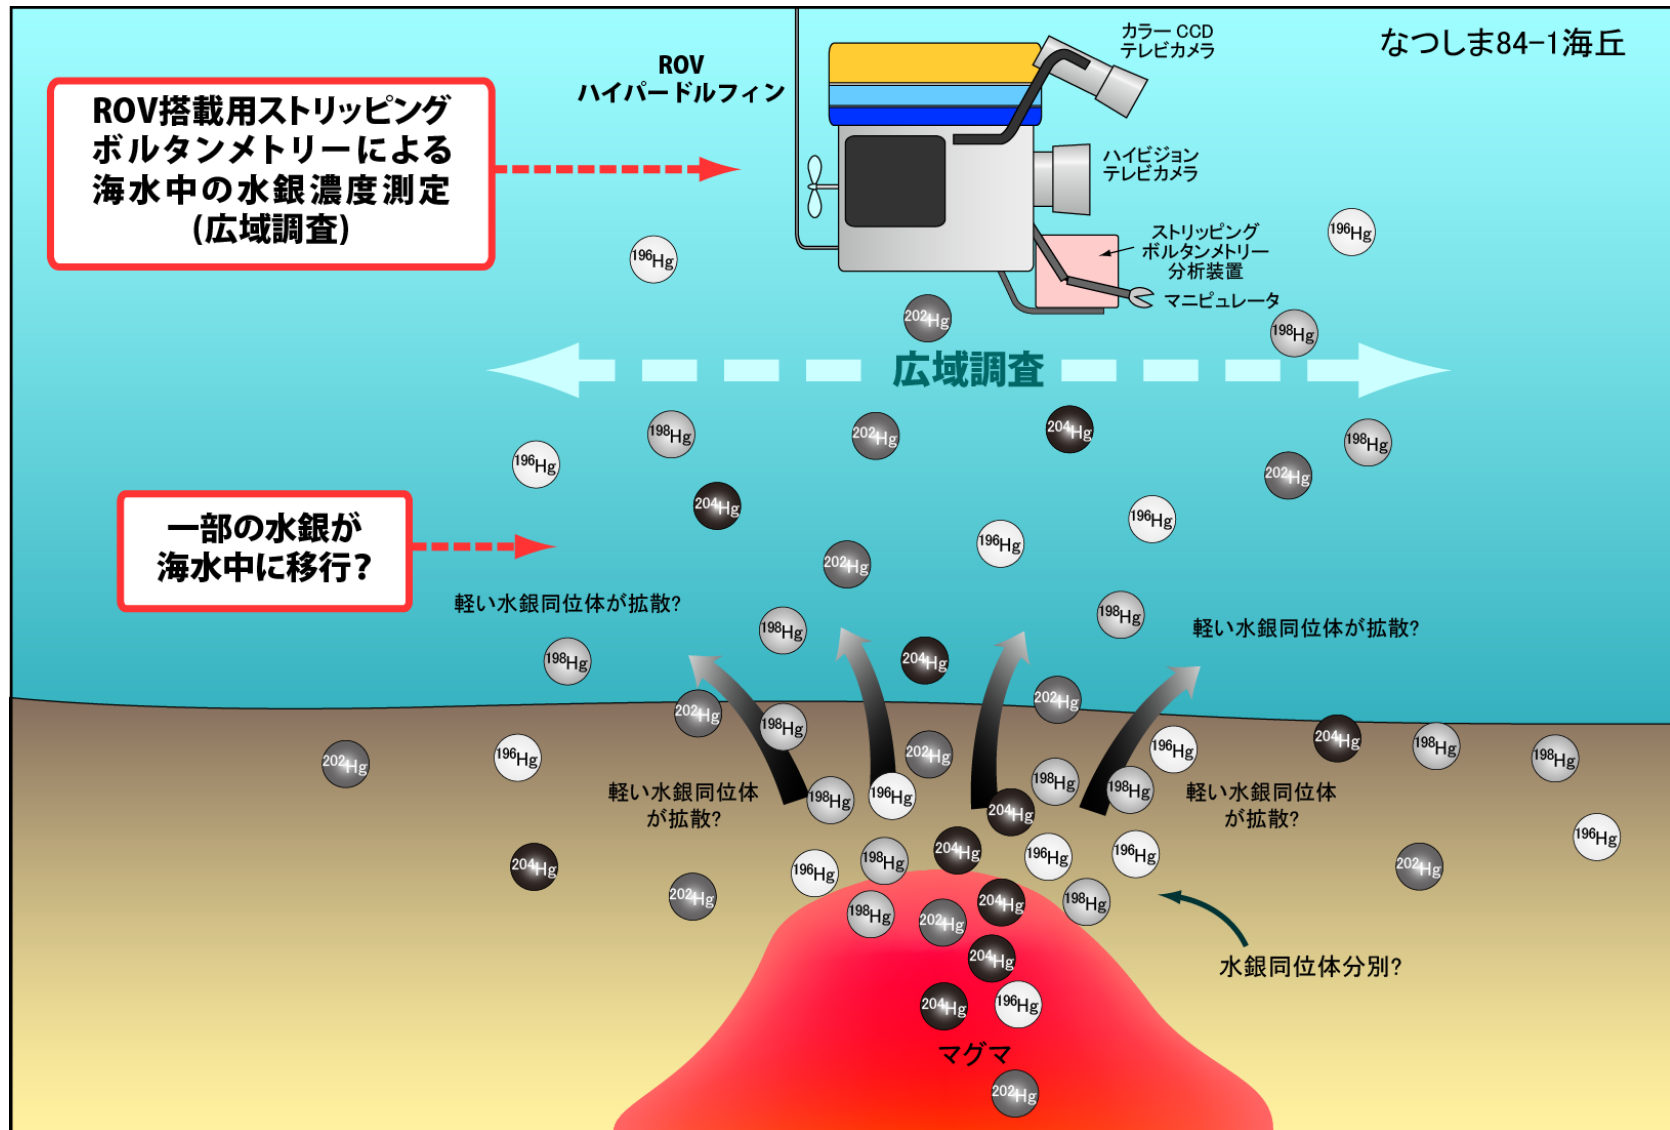 なつしま84-1海丘
カラー CCD
テレビカメラ
ROV
ハイパードルフィン
ROV搭載用ストリッピング
ボルタンメトリーによる
海水中の水銀濃度測定
(広域調査)
ハイビジョン
テレビカメラ
ストリッピング
ボルタンメトリー
分析装置
マニピュレータ
196Hg
196Hg
202Hg
198Hg
広域調査
198Hg
202Hg
204Hg
198Hg
196Hg
202Hg
204Hg
196Hg
196Hg
一部の水銀が
海水中に移行?
202Hg
軽い水銀同位体が拡散?
198Hg
198Hg
軽い水銀同位体が拡散?
198Hg
204Hg
202Hg
198Hg
202Hg
202Hg
196Hg
202Hg
196Hg
204Hg
198Hg
198Hg
軽い水銀同位体
が拡散?
198Hg
196Hg
198Hg
198Hg
204Hg
軽い水銀同位体
が拡散?
196Hg
204Hg
196Hg
198Hg
204Hg
196Hg
196Hg
202Hg
202Hg
198Hg
202Hg
204Hg
198Hg
204Hg
水銀同位体分別?
204Hg
196Hg
マグマ
202Hg